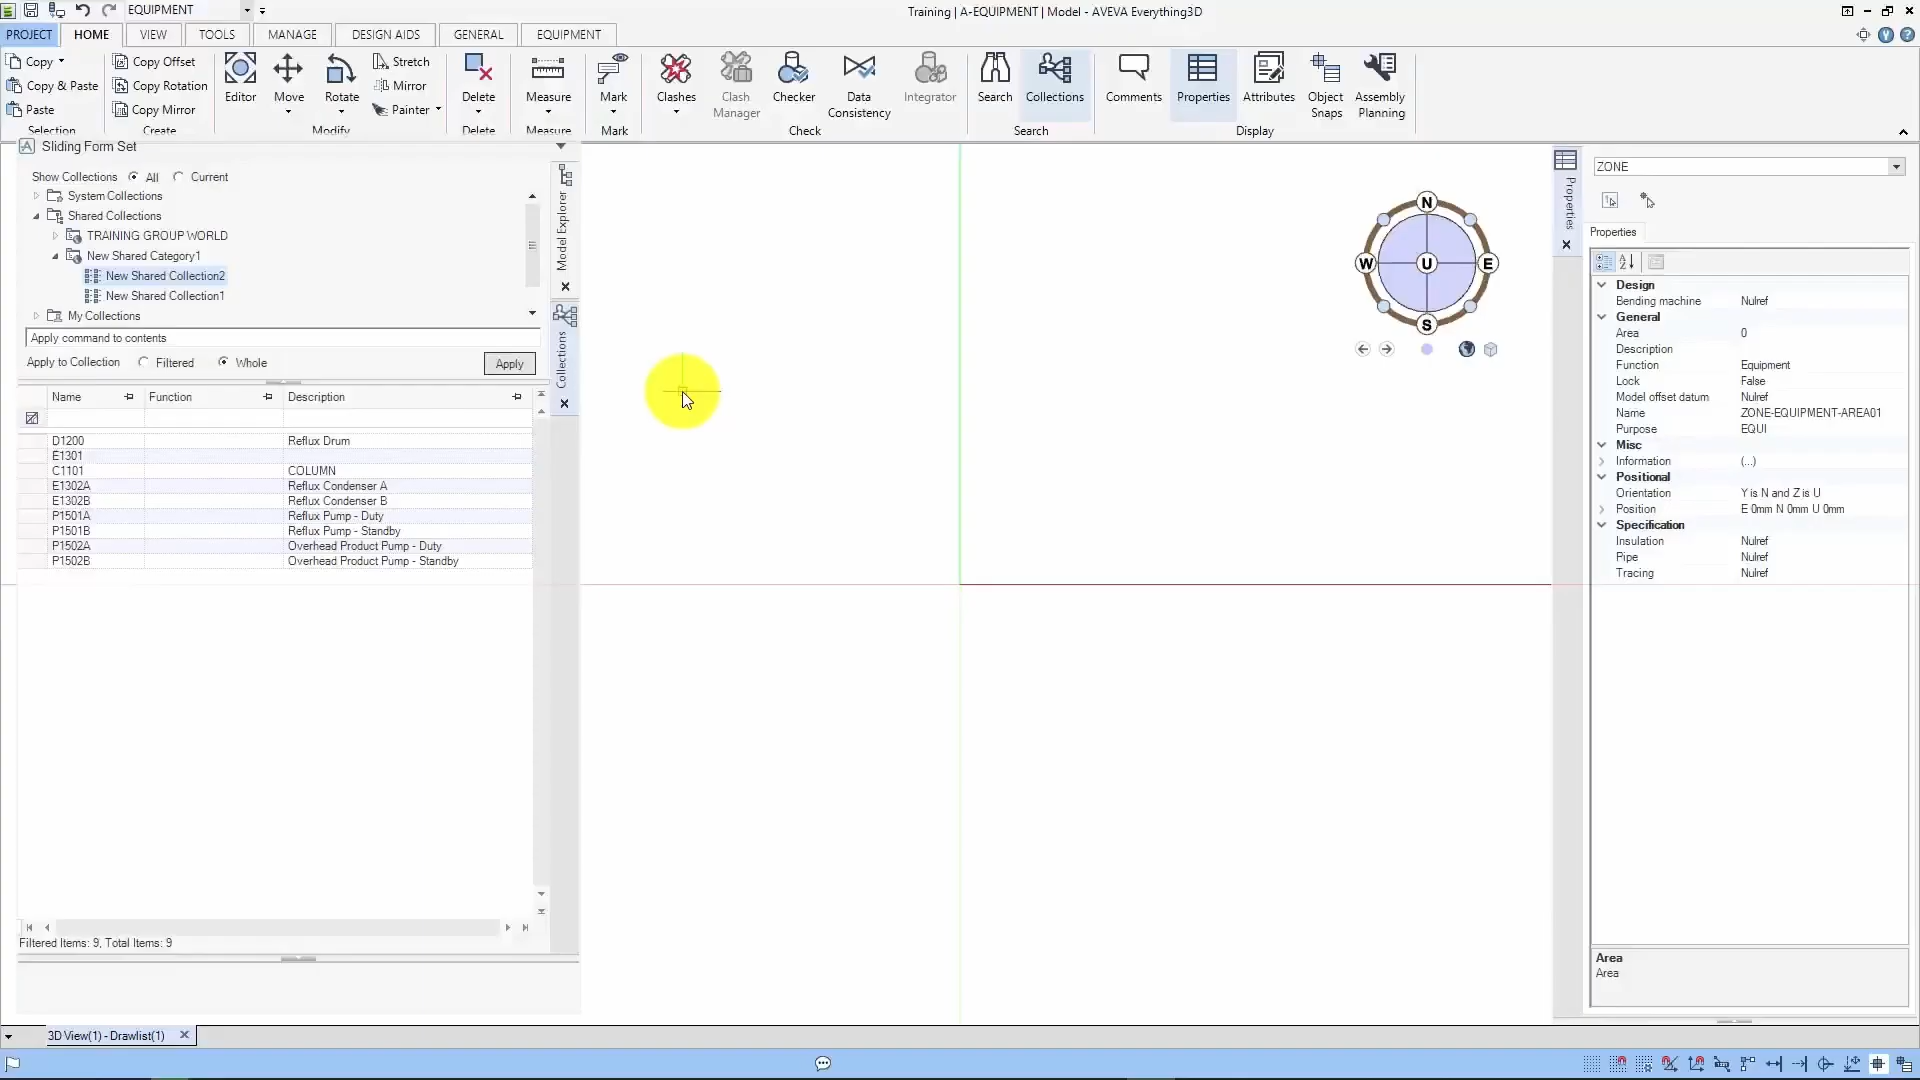 EQUIPMENT
Training | A-EQUIPMENT | Model - AVEVA Everything3D
PROJECT HOME VIEW TOOLS MANAGE DESIGN AIDS GENERAL EQUIPMENT
Copy
Copy & Paste
Paste
Selection
Copy Offset
Copy Rotation
Copy Mirror
Create
Editor
Move
Rotate
Stretch
Mirror
Painter
Modify
Delete
Delete
Measure
Measure
Mark
Mark
Clashes
Clash Manager
Checker
Data Consistency
Integrator
Check
Search
Collections
Search
Comments
Properties
Attributes
Object Snaps
Assembly Planning
Display
Sliding Form Set
Show Collections All Current
System Collections
Shared Collections
TRAINING GROUP WORLD
New Shared Category1
New Shared Collection2
New Shared Collection1
My Collections
Apply command to contents
Apply to Collection Filtered Whole Apply
Name Function Description
D1200 Reflux Drum
E1301
C1101 COLUMN
E1302A Reflux Condenser A
E1302B Reflux Condenser B
P1501A Reflux Pump - Duty
P1501B Reflux Pump - Standby
P1502A Overhead Product Pump - Duty
P1502B Overhead Product Pump - Standby
Filtered Items: 9, Total Items: 9
Model Explorer
Collections
N
W U E
S
Properties
ZONE
Properties
Design
Bending machine Nulref
General
Area 0
Description
Function Equipment
Lock False
Model offset datum Nulref
Name ZONE-EQUIPMENT-AREA01
Purpose EQUI
Misc
Information (...)
Positional
Orientation Y is N and Z is U
Position E 0mm N 0mm U 0mm
Specification
Insulation Nulref
Pipe Nulref
Tracing Nulref
Area
Area
3D View(1) - Drawlist(1)